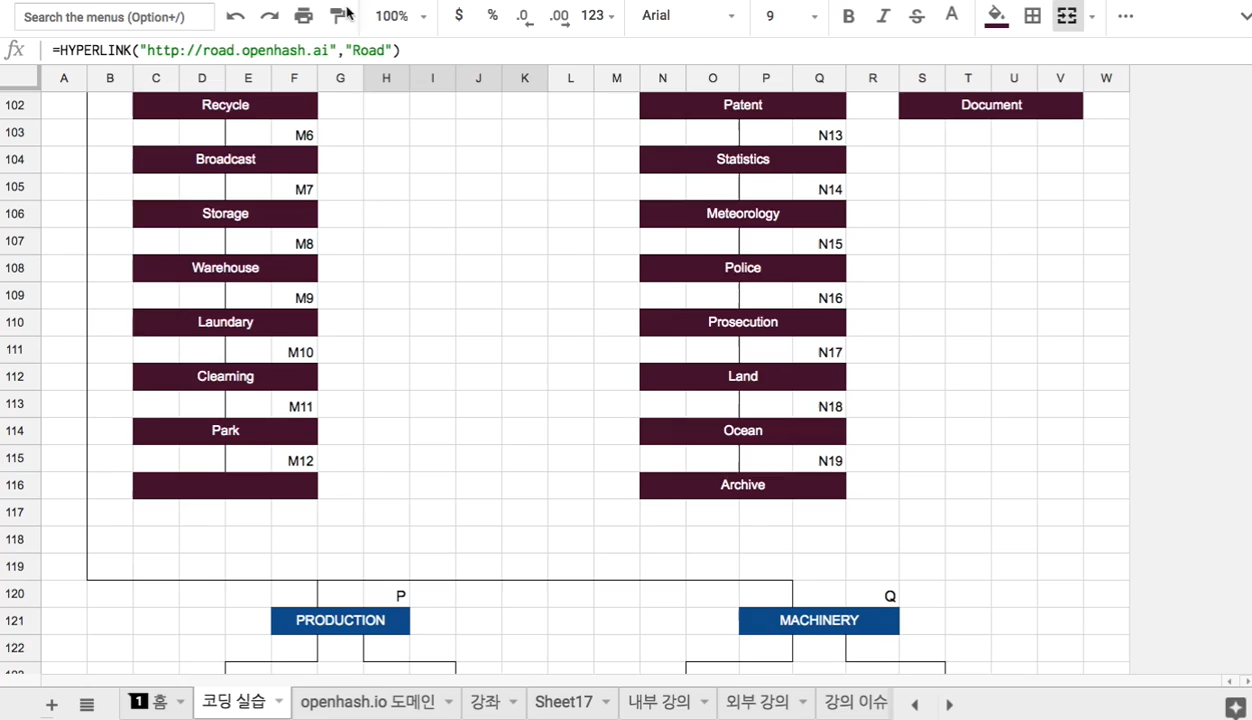 Search the menus (Option+/) 100% $ % .0 .00 123 Arial 9 B I S A
fx =HYPERLINK("http://road.openhash.ai","Road")
A B C D E F G H I J K L M N O P Q R S T U V W
102 Recycle Patent Document
103 M6 N13
104 Broadcast Statistics
105 M7 N14
106 Storage Meteorology
107 M8 N15
108 Warehouse Police
109 M9 N16
110 Laundary Prosecution
111 M10 N17
112 Clearning Land
113 M11 N18
114 Park Ocean
115 M12 N19
116 Archive
117
118
119
120 P Q
121 PRODUCTION MACHINERY
122
1 홈 코딩 실습 openhash.io 도메인 강좌 Sheet17 내부 강의 외부 강의 강의 이슈